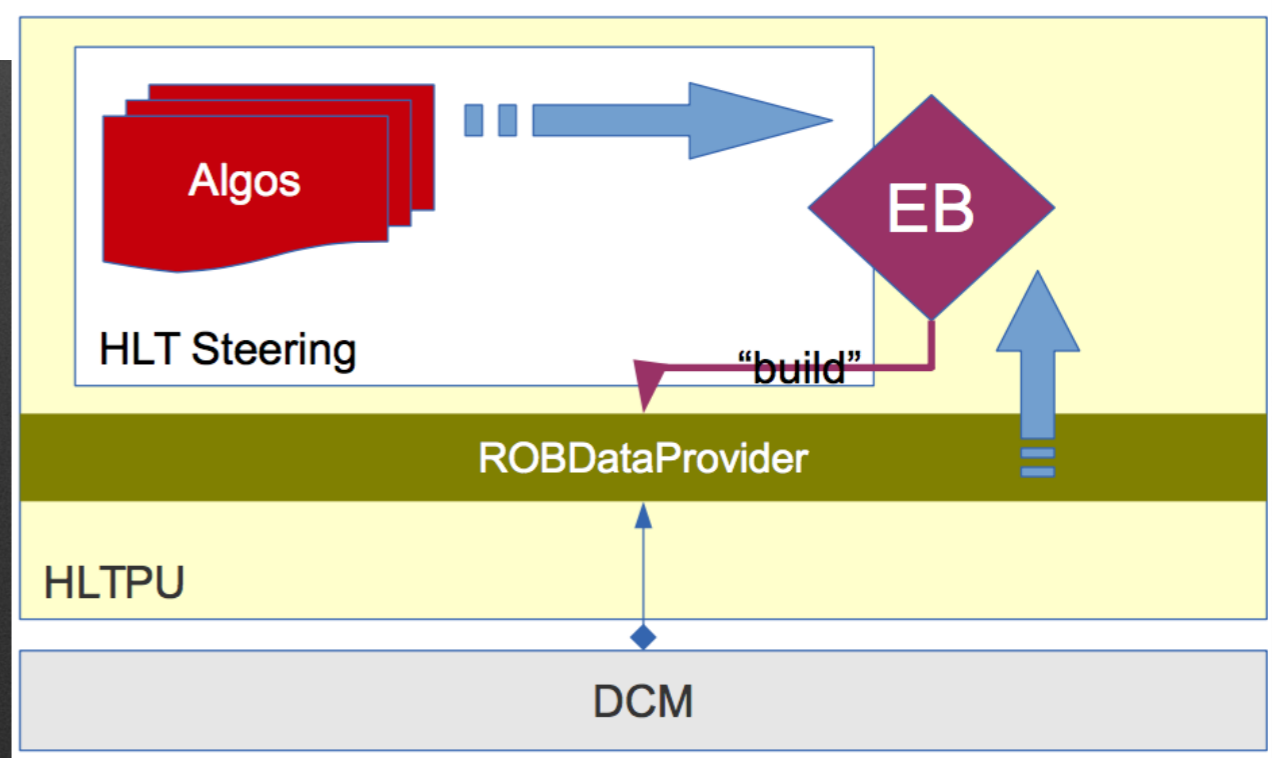 Algos
EB
HLT Steering
“build”
ROBDataProvider
HLTPU
DCM